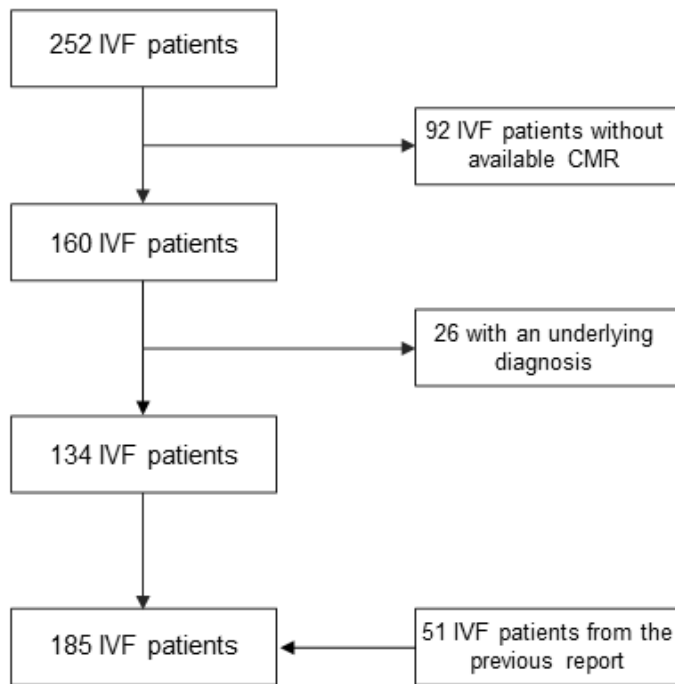 252 IVF patients
92 IVF patients without
available CMR
160 IVF patients
26 with an underlying
diagnosis
134 IVF patients
185 IVF patients
51 IVF patients from the
previous report